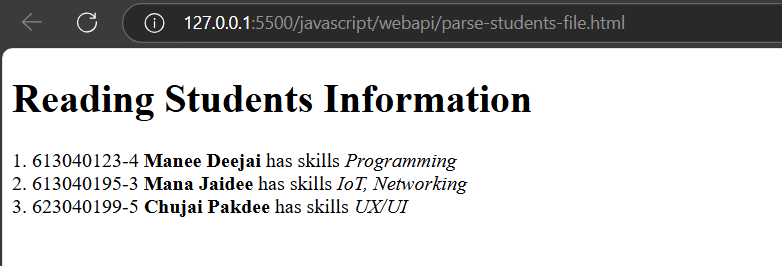 127.0.0.1:5500/javascript/webapi/parse-students-file.html
Reading Students Information
1. 613040123-4 Manee Deejai has skills Programming
2. 613040195-3 Mana Jaidee has skills IoT, Networking
3. 623040199-5 Chujai Pakdee has skills UX/UI